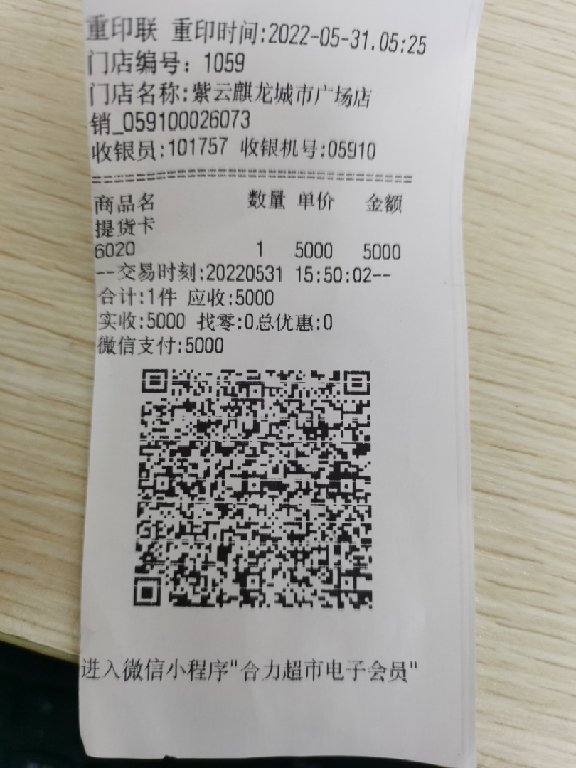 重印联 重印时间:2022-05-31.05:25
门店编号: 1059
门店名称:紫云麒龙城市广场店
销_059100026073
收银员:101757 收银机号:05910
================================
商品名 数量 单价 金额
提货卡
6020 1 5000 5000
--交易时刻:20220531 15:50:02--
合计:1件 应收:5000
实收:5000 找零:0总优惠:0
微信支付:5000
进入微信小程序"合力超市电子会员"